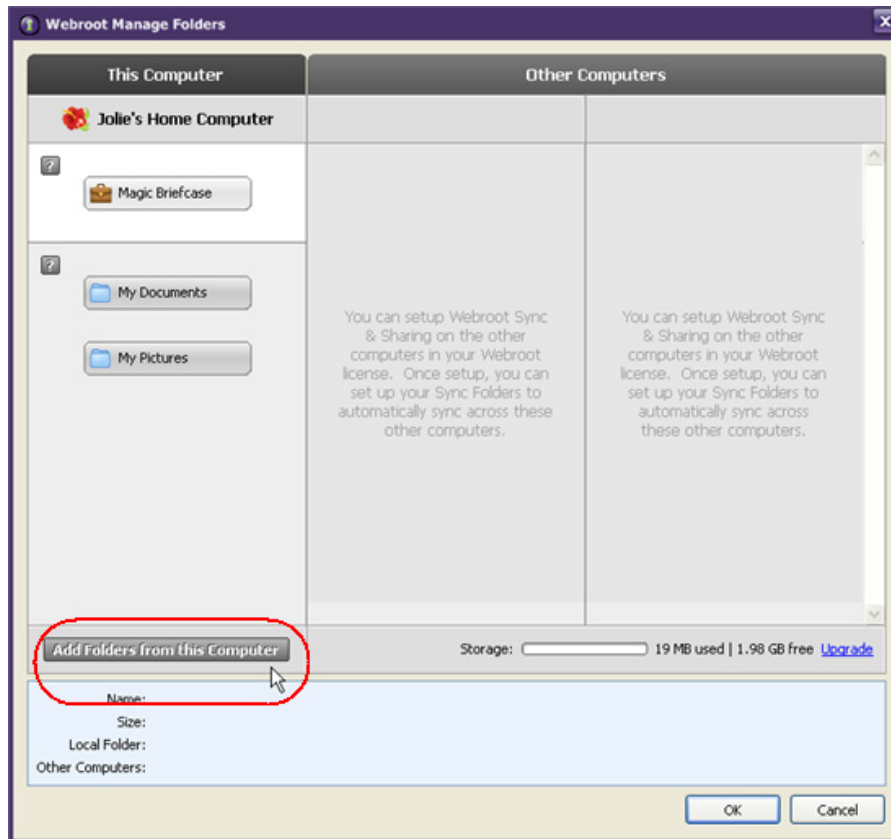 Webroot Manage Folders
This Computer
Other Computers
Jolie's Home Computer
?
Magic Briefcase
?
My Documents
My Pictures
You can setup Webroot Sync
& Sharing on the other
computers in your Webroot
license. Once setup, you can
set up your Sync Folders to
automatically sync across these
other computers.
You can setup Webroot Sync
& Sharing on the other
computers in your Webroot
license. Once setup, you can
set up your Sync Folders to
automatically sync across
these other computers.
Add Folders from this Computer
Storage: 19 MB used | 1.98 GB free Upgrade
Name:
Size:
Local Folder:
Other Computers:
OK Cancel